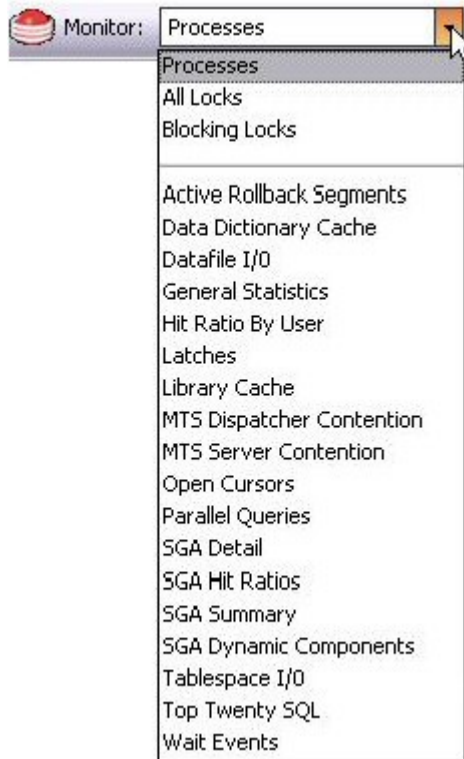 Monitor: Processes
Processes
All Locks
Blocking Locks
Active Rollback Segments
Data Dictionary Cache
Datafile I/O
General Statistics
Hit Ratio By User
Latches
Library Cache
MTS Dispatcher Contention
MTS Server Contention
Open Cursors
Parallel Queries
SGA Detail
SGA Hit Ratios
SGA Summary
SGA Dynamic Components
Tablespace I/O
Top Twenty SQL
Wait Events